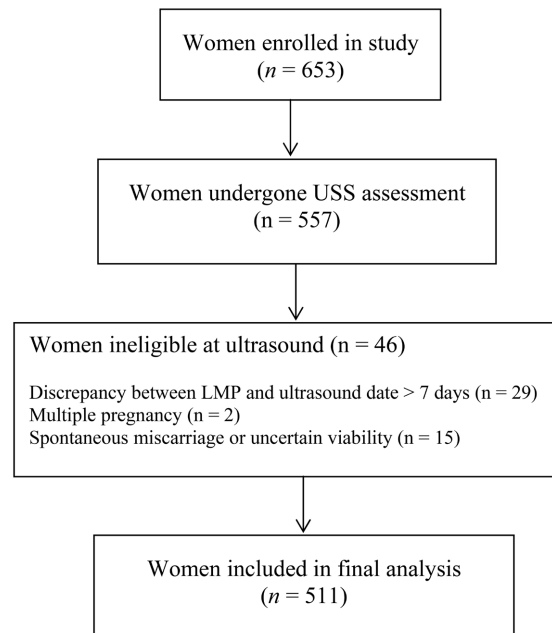 Women enrolled in study
(n = 653)
Women undergone USS assessment
(n = 557)
Women ineligible at ultrasound (n = 46)
Discrepancy between LMP and ultrasound date > 7 days (n = 29)
Multiple pregnancy (n = 2)
Spontaneous miscarriage or uncertain viability (n = 15)
Women included in final analysis
(n = 511)